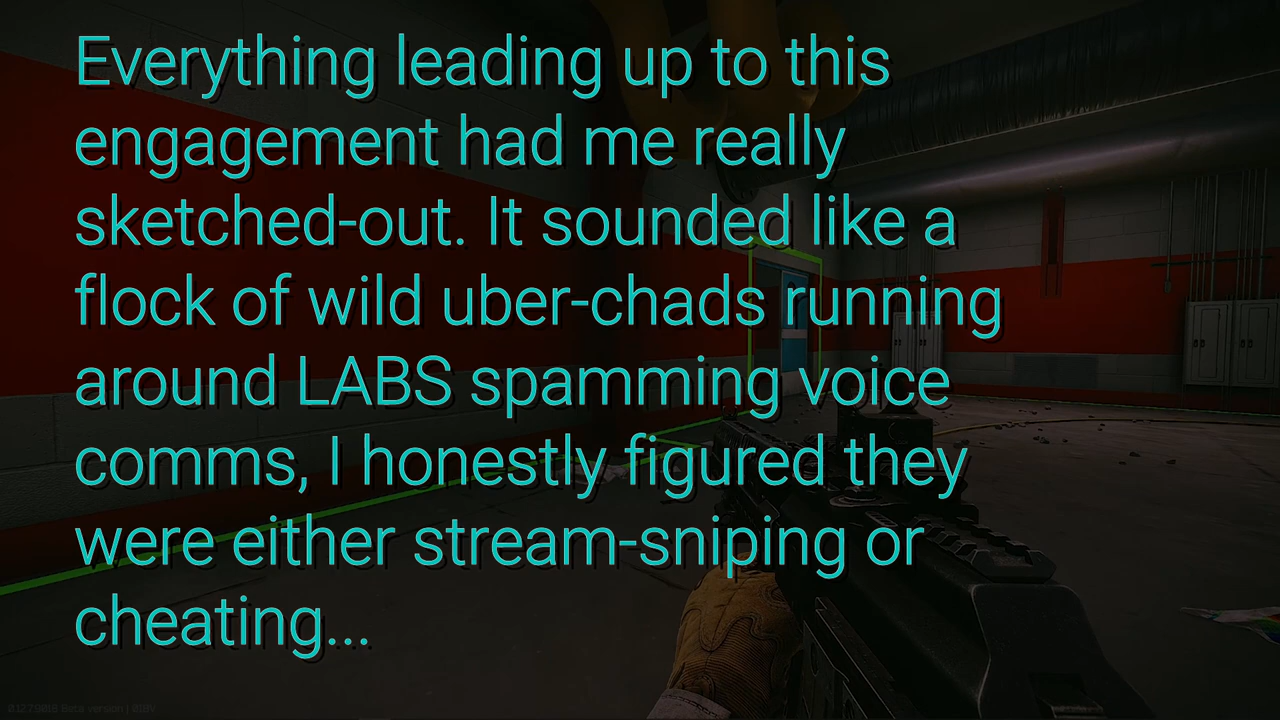 Everything leading up to this
engagement had me really
sketched-out. It sounded like a
flock of wild uber-chads running
around LABS spamming voice
comms, I honestly figured they
were either stream-sniping or
cheating...